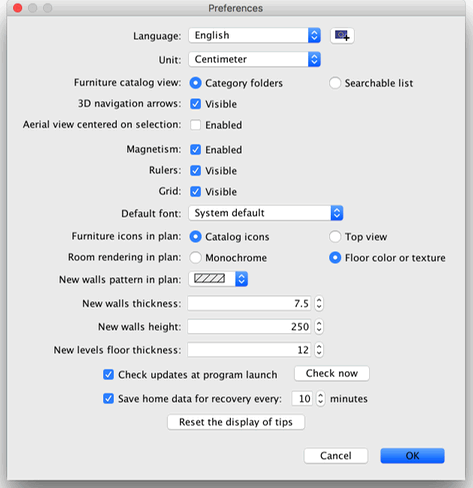 Preferences
Language: English
Unit: Centimeter
Furniture catalog view: Category folders Searchable list
3D navigation arrows: Visible
Aerial view centered on selection: Enabled
Magnetism: Enabled
Rulers: Visible
Grid: Visible
Default font: System default
Furniture icons in plan: Catalog icons Top view
Room rendering in plan: Monochrome Floor color or texture
New walls pattern in plan:
New walls thickness: 7.5
New walls height: 250
New levels floor thickness: 12
Check updates at program launch Check now
Save home data for recovery every: 10 minutes
Reset the display of tips
Cancel OK